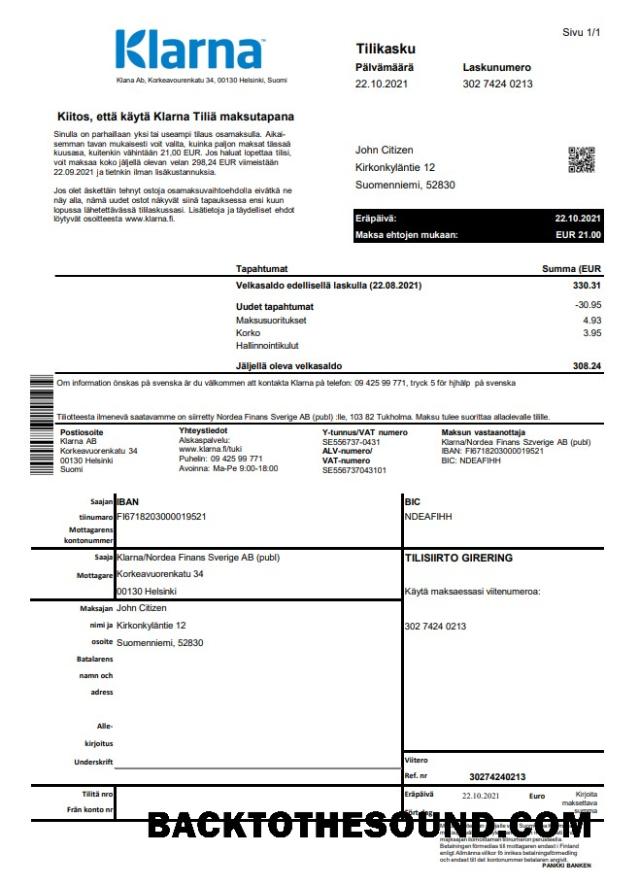 Sivu 1/1
Klarna
Klana Ab, Korkeavourenkatu 34, 00130 Helsinki, Suomi
Tilikasku
Päivämäärä Laskunumero
22.10.2021 302 7424 0213
Kiitos, että käytä Klarna Tiliä maksutapana
Sinulla on parhaillaan yksi tai useampi tilaus osamaksulla. Aikai-
semman tavan mukaisesti voit valita, kuinka paljon maksat tässä
kuusasa, kuitenkin vähintään 21,00 EUR. Jos haluat lopettaa tilisi,
voit maksaa koko jäljellä olevan velan 298,24 EUR viimeistään
22.09.2021 ja tietnkin ilman lisäkustannuksia.
Jos olet äskettäin tehnyt ostoja osamaksuvaihtoehdolla eivätkä ne
näy alla, nämä uudet ostot näkyvät siinä tapauksessa ensi kuun
lopussa lähetettävässä tililaskussasi. Lisätietoja ja täydelliset ehdot
löytyvät osoitteesta www.klarna.fi.
John Citizen
Kirkonkyläntie 12
Suomenniemi, 52830
Eräpäivä: 22.10.2021
Maksa ehtojen mukaan: EUR 21.00
Tapahtumat Summa (EUR
Velkasaldo edellisellä laskulla (22.08.2021) 330.31
Uudet tapahtumat -30.95
Maksusuoritukset 4.93
Korko 3.95
Hallinnointikulut
Jäljellä oleva velkasaldo 308.24
Om information önskas på svenska är du välkommen att kontakta Klarna på telefon: 09 425 99 771, tryck 5 för hjhälp på svenska
Tiliotteesta ilmenevä saatavamme on siirretty Nordea Finans Sverige AB (publ) :lle, 103 82 Tukholma. Maksu tulee suorittaa allaolevalle tilille.
Postiosoite Yhteystiedot Y-tunnus/VAT numero Maksun vastaanottaja
Klarna AB Alskaspalvelu: SE556737-0431 Klarna/Nordea Finans Szverige AB (publ)
Korkeavuorenkatu 34 www.klarna.fi/tuki ALV-numero/ IBAN: FI6718203000019521
00130 Helsinki Puhelin: 09 425 99 771 VAT-numero BIC: NDEAFIHH
Suomi Avoinna: Ma-Pe 9:00-18:00 SE556737043101
Saajan IBAN BIC
tiinumaro FI6718203000019521 NDEAFIHH
Mottagarens
kontonummer
Saaja Klarna/Nordea Finans Sverige AB (publ) TILISIIRTO GIRERING
Mottagare Korkeavuorenkatu 34
00130 Helsinki Käytä maksaessasi viitenumeroa:
Maksajan John Citizen
nimi ja Kirkonkyläntie 12 302 7424 0213
osoite Suomenniemi, 52830
Batalarens
namn och
adress
Alle-
kirjoitus
Underskrift
Viitero
Ref. nr 30274240213
Tilitä nro Eräpäivä 22.10.2021 Euro Kirjoita
maksettava
summa
Från konto nr
BACKTOTHESOUND.COM
maksajan toimoittaman tilinumeron perusteella.
Betalningen förmedlas till mottagaren endast i Finland
enligt Allmänna villkor för inrikes betalningsförmedling
och endast till det kontonummer betalaren angivit.
PANKKI BANKEN